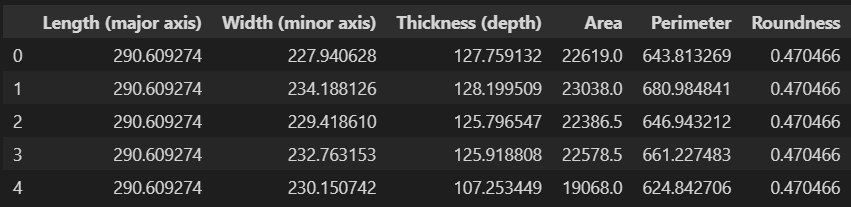 Length (major axis) Width (minor axis) Thickness (depth) Area Perimeter Roundness
0 290.609274 227.940628 127.759132 22619.0 643.813269 0.470466
1 290.609274 234.188126 128.199509 23038.0 680.984841 0.470466
2 290.609274 229.418610 125.796547 22386.5 646.943212 0.470466
3 290.609274 232.763153 125.918808 22578.5 661.227483 0.470466
4 290.609274 230.150742 107.253449 19068.0 624.842706 0.470466